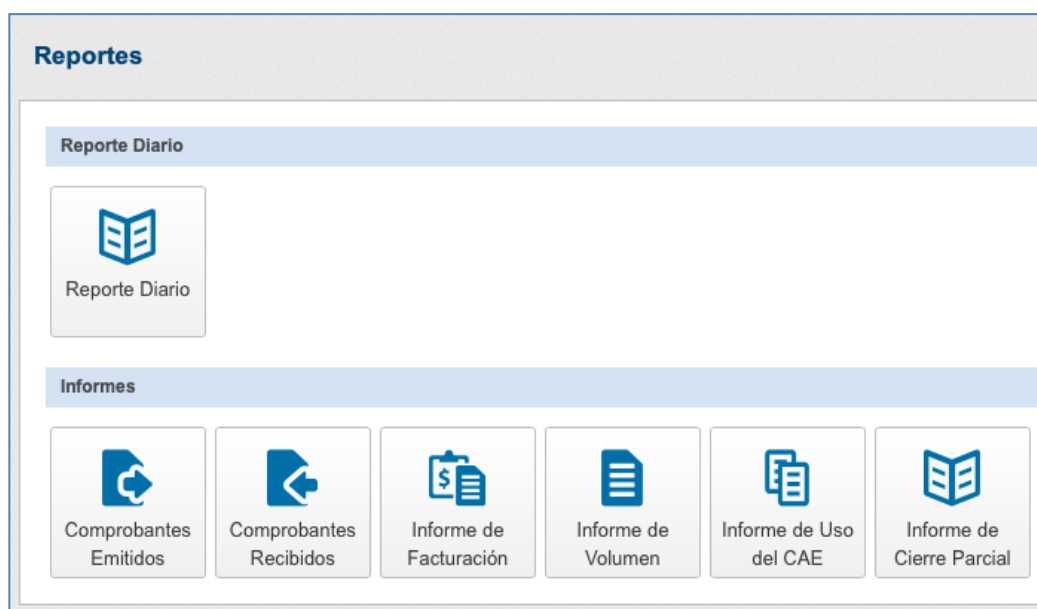 Reportes
Reporte Diario
Reporte Diario
Informes
Comprobantes
Emitidos
Comprobantes
Recibidos
$
Informe de
Facturación
Informe de
Volumen
Informe de Uso
del CAE
Informe de
Cierre Parcial